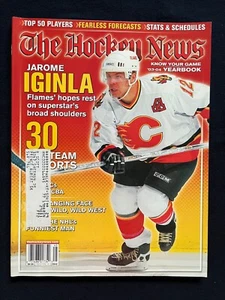 TOP 50 PLAYERS FEARLESS FORECASTS STATS & SCHEDULES
The Hockey News
KNOW YOUR GAME
'03-04 YEARBOOK
JAROME
IGINLA
Flames' hopes rest
on superstar's
broad shoulders
30
TEAM
CBA
WILD, WILD WEST
FUNNIEST MAN
12
A
C